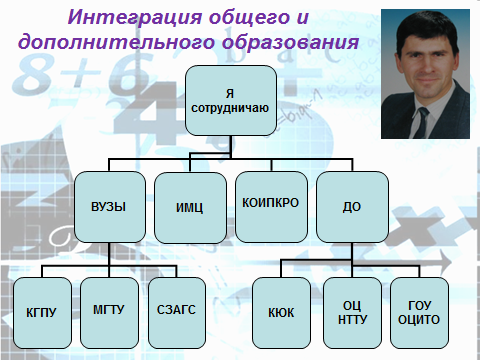 Интеграция общего и
дополнительного образования
Я
сотрудничаю
ВУЗЫ
ИМЦ
КОИПКРО
ДО
КГПУ
МГТУ
СЗАГС
КЮК
ОЦ
НТТУ
ГОУ
ОЦИТО